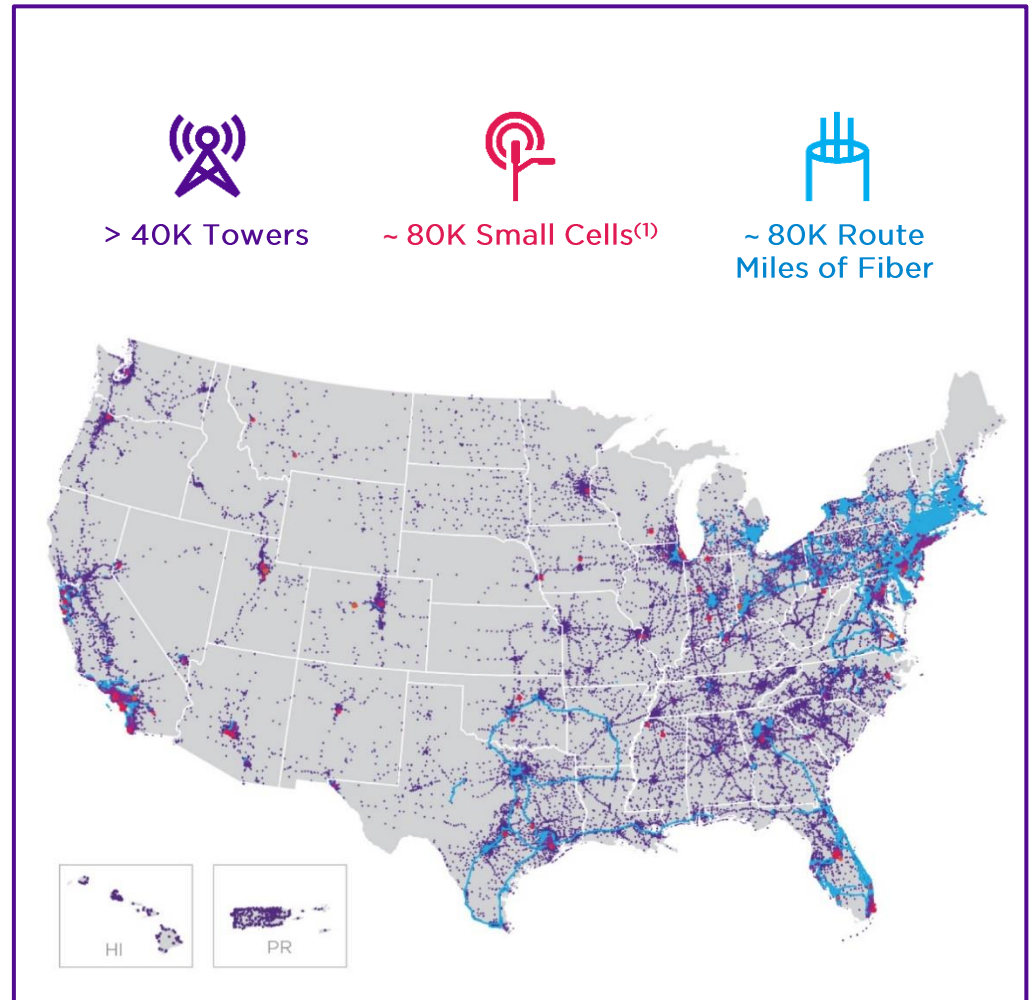 > 40K Towers
~ 80K Small Cells(1)
~ 80K Route
Miles of Fiber
HI
PR